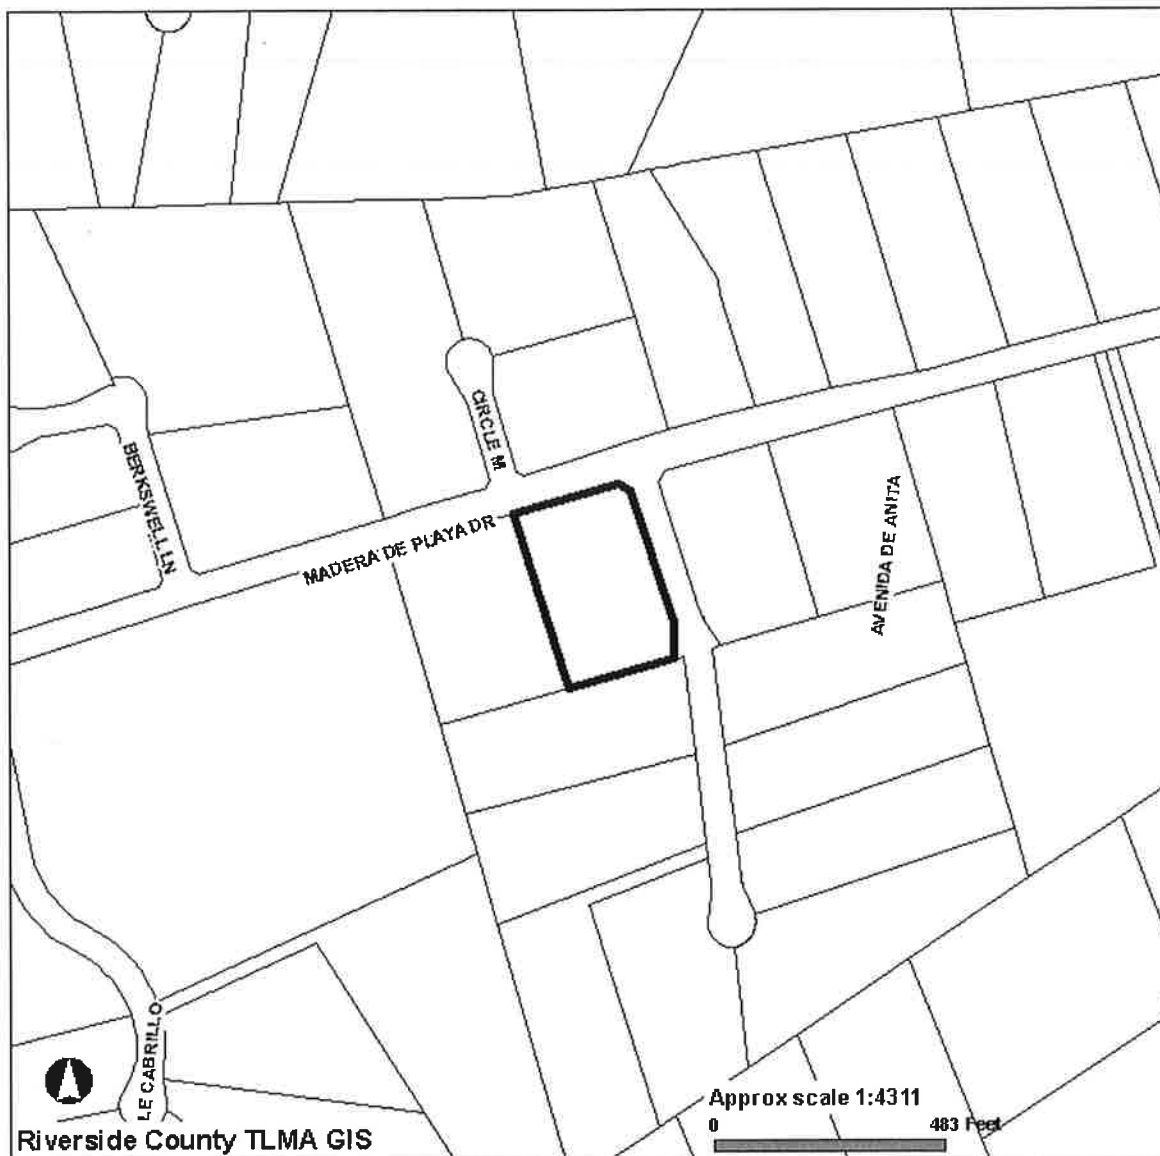 CIRCLE M
BERKSWELL LN
MADERA DE PLAYA DR
AVENIDA DE ANITA
LE CABRILLO
Approx scale 1:4311
0 483 Feet
Riverside County TLMA GIS